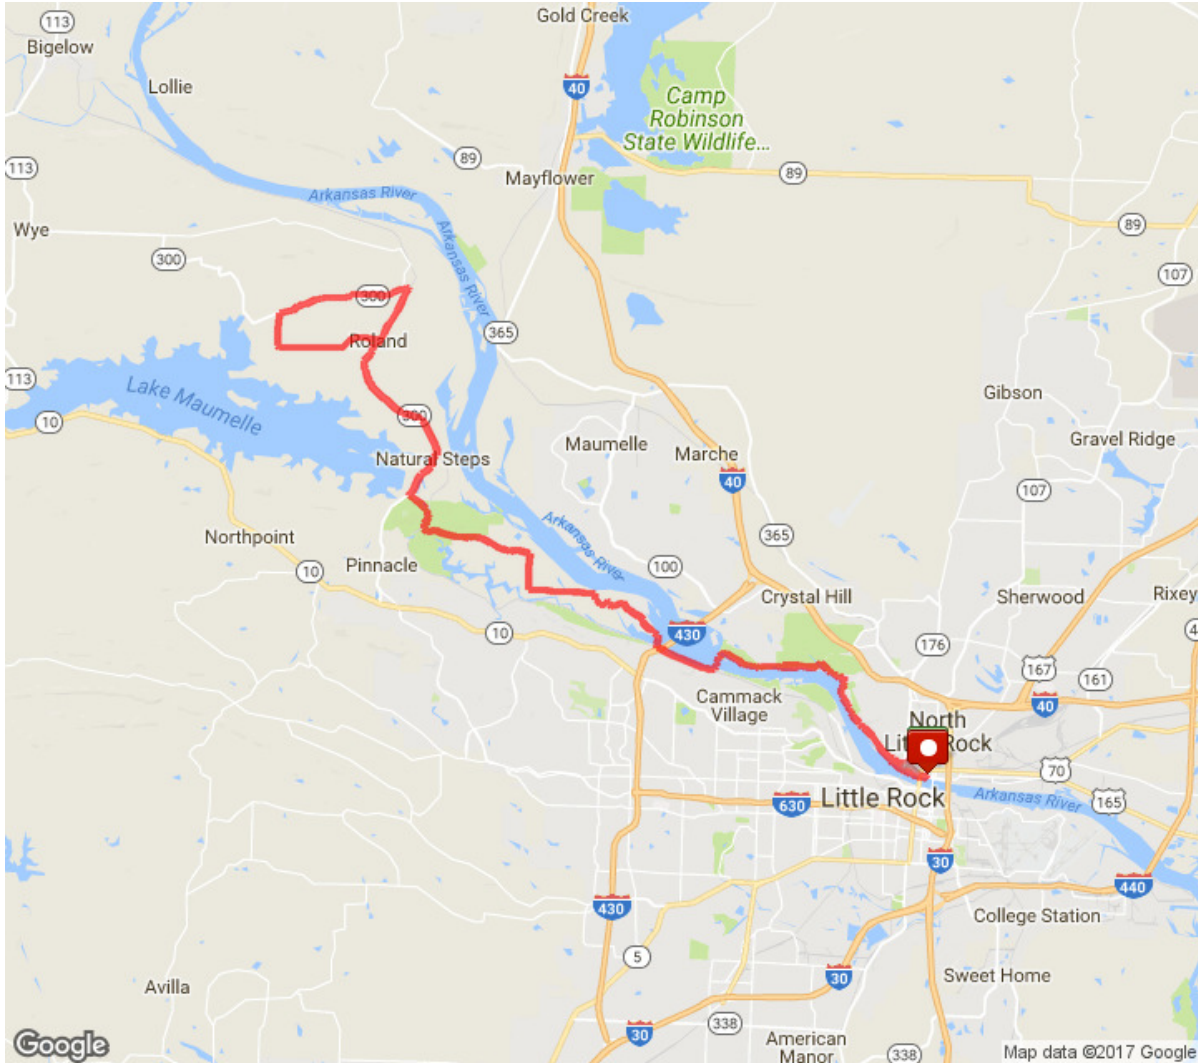 Gold Creek
113
Bigelow
Lollie
40
Camp
Robinson
State Wildlife...
89
Mayflower
89
113
Arkansas River
Arkansas River
Wye
300
89
107
300
365
Roland
113
Lake Maumelle
10
300
Gibson
Maumelle
Marche
Gravel Ridge
Natural Steps
40
107
107
Northpoint
Arkansas River
365
Pinnacle
10
100
Crystal Hill
Sherwood
Rixey
10
430
176
167
161
4
Cammack
Village
40
North
Little Rock
70
Little Rock
630
Arkansas River
165
30
430
440
College Station
5
Avilla
30
Sweet Home
338
30
American
Manor
338
Google
Map data ©2017 Google